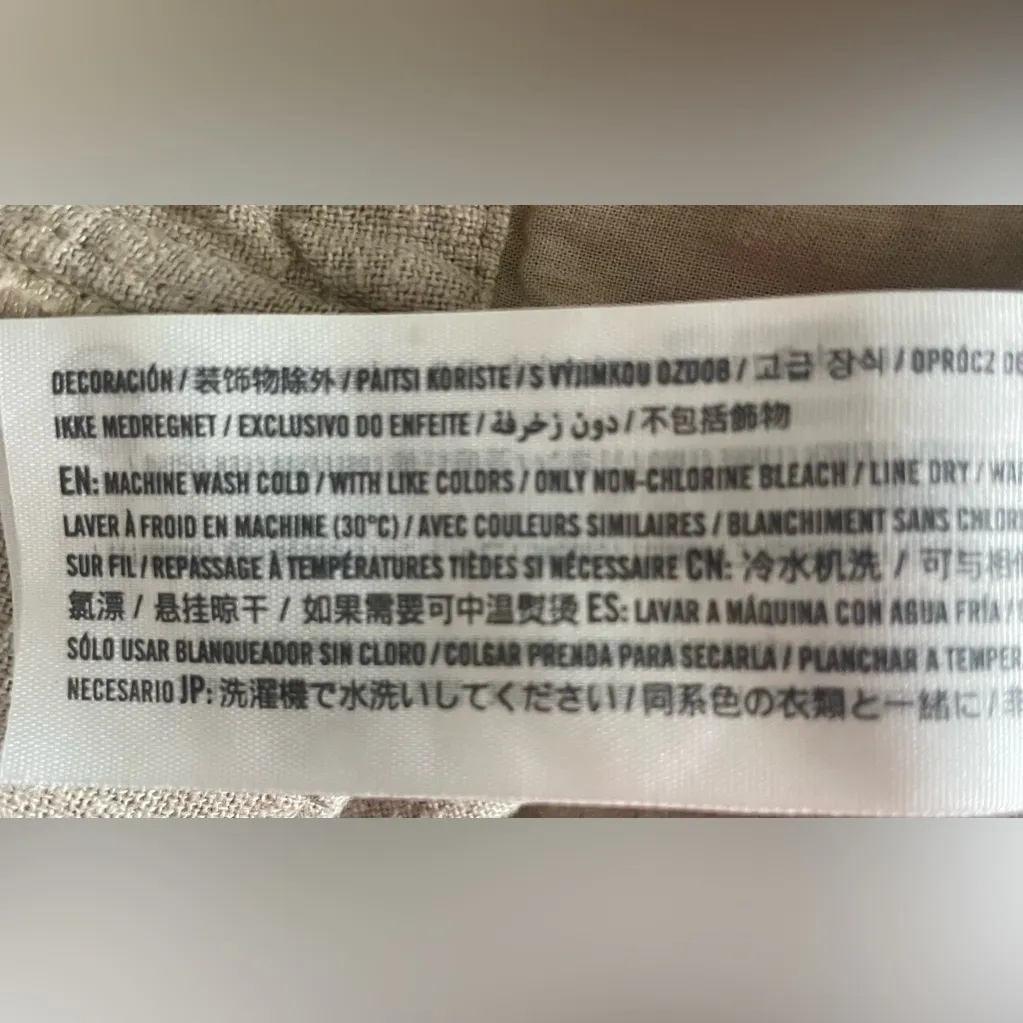 DECORACIÓN / 装饰物除外 / PAITSI KORISTE / S VÝJIMKOU OZDOB / 고급 장식 / OPRÓCZ
IKKE MEDREGNET / EXCLUSIVO DO ENFEITE / دون زخرفة / 不包括飾物
EN: MACHINE WASH COLD / WITH LIKE COLORS / ONLY NON-CHLORINE BLEACH / LINE DRY /
LAVER À FROID EN MACHINE (30°C) / AVEC COULEURS SIMILAIRES / BLANCHIMENT SANS
SUR FIL / REPASSAGE À TEMPÉRATURES TIÈDES SI NÉCESSAIRE CN: 冷水机洗 / 可与相
氯漂 / 悬挂晾干 / 如果需要可中温熨烫 ES: LAVAR A MÁQUINA CON AGUA FRÍA /
SÓLO USAR BLANQUEADOR SIN CLORO / COLGAR PRENDA PARA SECARLA / PLANCHAR A
NECESARIO JP: 洗濯機で水洗いしてください / 同系色の衣類と一緒に /